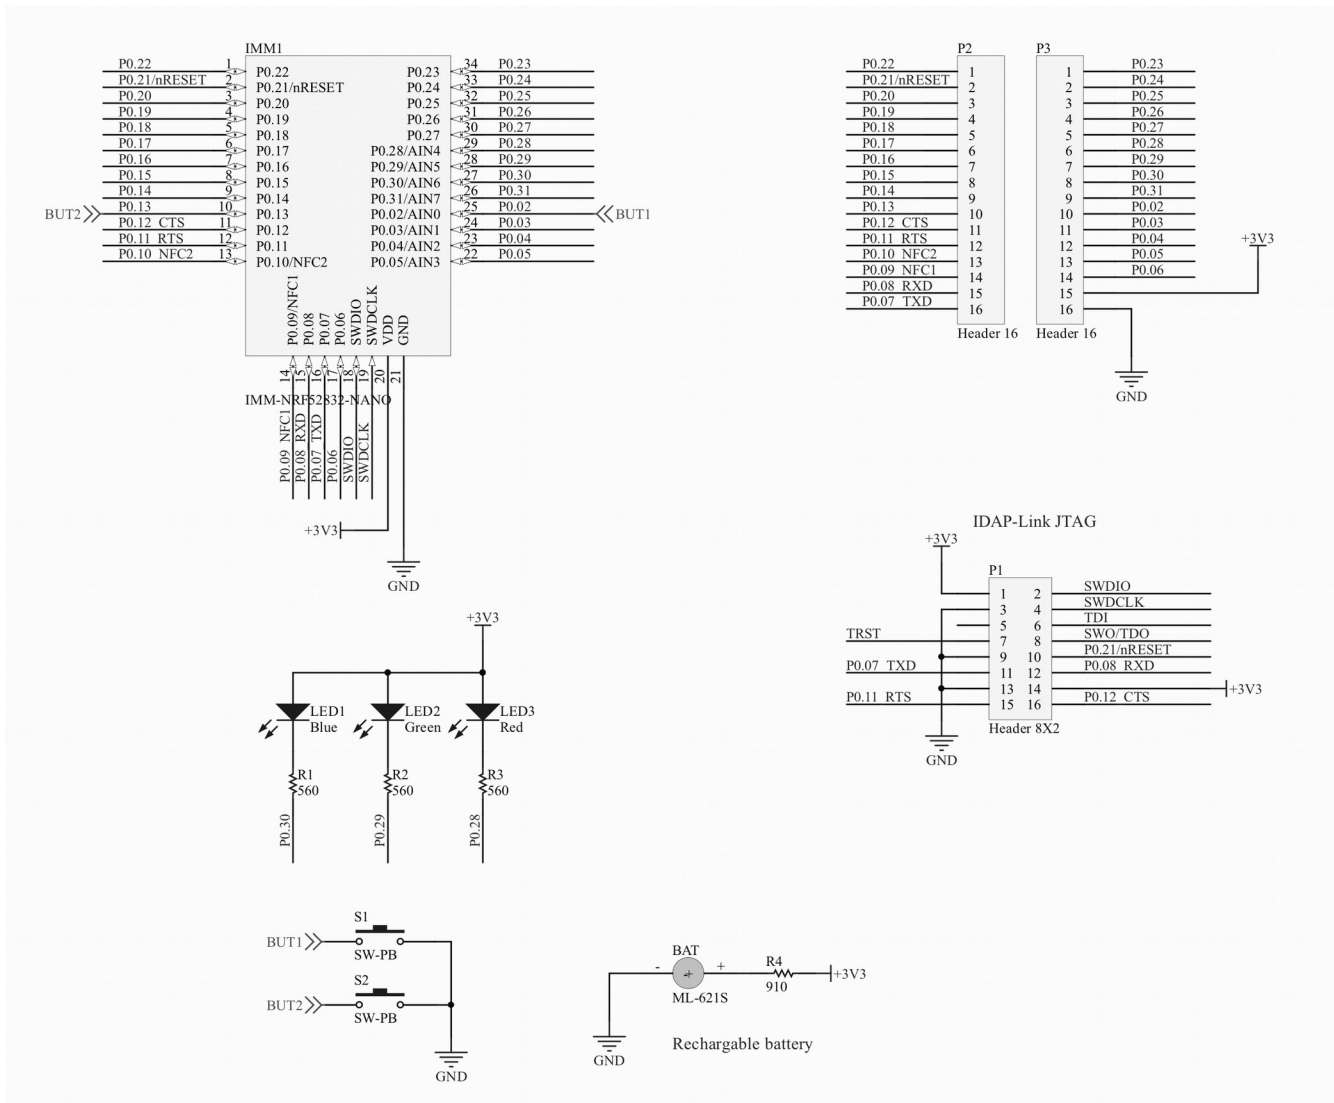 IMM1
P0.22 1 P0.22 P0.23 34 P0.23
P0.21/nRESET 2 P0.21/nRESET P0.24 33 P0.24
P0.20 3 P0.20 P0.25 32 P0.25
P0.19 4 P0.19 P0.26 31 P0.26
P0.18 5 P0.18 P0.27 30 P0.27
P0.17 6 P0.17 P0.28/AIN4 29 P0.28
P0.16 7 P0.16 P0.29/AIN5 28 P0.29
P0.15 8 P0.15 P0.30/AIN6 27 P0.30
P0.14 9 P0.14 P0.31/AIN7 26 P0.31
BUT2 P0.13 10 P0.13 P0.02/AIN0 25 P0.02 BUT1
P0.12 CTS 11 P0.12 P0.03/AIN1 24 P0.03
P0.11 RTS 12 P0.11 P0.04/AIN2 23 P0.04
P0.10 NFC2 13 P0.10/NFC2 P0.05/AIN3 22 P0.05
P0.09/NFC1 P0.08 P0.07 P0.06 SWDIO SWDCLK VDD GND
14 15 16 17 18 19 20 21
IMM-NRF52832-NANO
P0.09 NFC1 P0.08 RXD P0.07 TXD P0.06 SWDIO SWDCLK
+3V3
GND
P2
P0.22 1
P0.21/nRESET 2
P0.20 3
P0.19 4
P0.18 5
P0.17 6
P0.16 7
P0.15 8
P0.14 9
P0.13 10
P0.12 CTS 11
P0.11 RTS 12
P0.10 NFC2 13
P0.09 NFC1 14
P0.08 RXD 15
P0.07 TXD 16
Header 16
P3
1 P0.23
2 P0.24
3 P0.25
4 P0.26
5 P0.27
6 P0.28
7 P0.29
8 P0.30
9 P0.31
10 P0.02
11 P0.03
12 P0.04
13 P0.05
14 P0.06
15
16
Header 16
+3V3
GND
IDAP-Link JTAG
+3V3
P1
1 2 SWDIO
3 4 SWDCLK
5 6 TDI
TRST 7 8 SWO/TDO
9 10 P0.21/nRESET
P0.07 TXD 11 12 P0.08 RXD
13 14 +3V3
P0.11 RTS 15 16 P0.12 CTS
Header 8X2
GND
+3V3
LED1 LED2 LED3
Blue Green Red
R1 R2 R3
560 560 560
P0.30 P0.29 P0.28
S1
BUT1
SW-PB
S2
BUT2
SW-PB
GND
BAT
- + +
ML-621S
R4
910
+3V3
GND
Rechargable battery